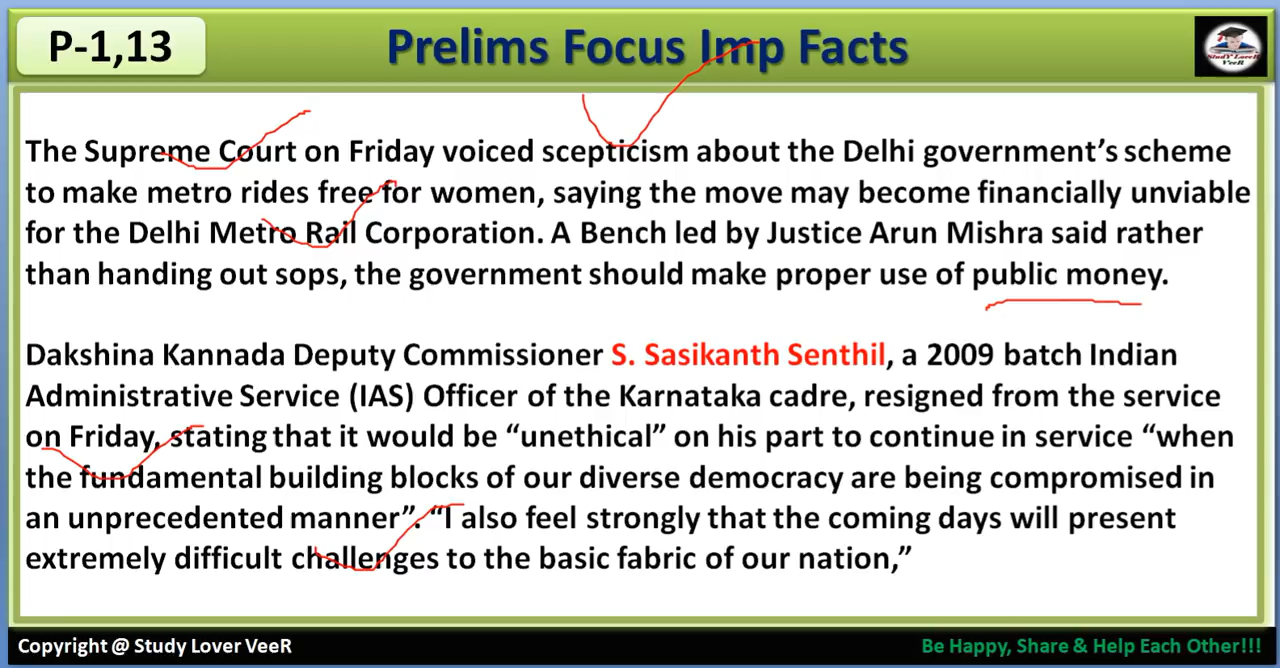 P-1,13
Prelims Focus Imp Facts
StudY LoveR
VeeR
The Supreme Court on Friday voiced scepticism about the Delhi government’s scheme
to make metro rides free for women, saying the move may become financially unviable
for the Delhi Metro Rail Corporation. A Bench led by Justice Arun Mishra said rather
than handing out sops, the government should make proper use of public money.
Dakshina Kannada Deputy Commissioner S. Sasikanth Senthil, a 2009 batch Indian
Administrative Service (IAS) Officer of the Karnataka cadre, resigned from the service
on Friday, stating that it would be “unethical” on his part to continue in service “when
the fundamental building blocks of our diverse democracy are being compromised in
an unprecedented manner”. “I also feel strongly that the coming days will present
extremely difficult challenges to the basic fabric of our nation,”
Copyright @ Study Lover VeeR
Be Happy, Share & Help Each Other!!!